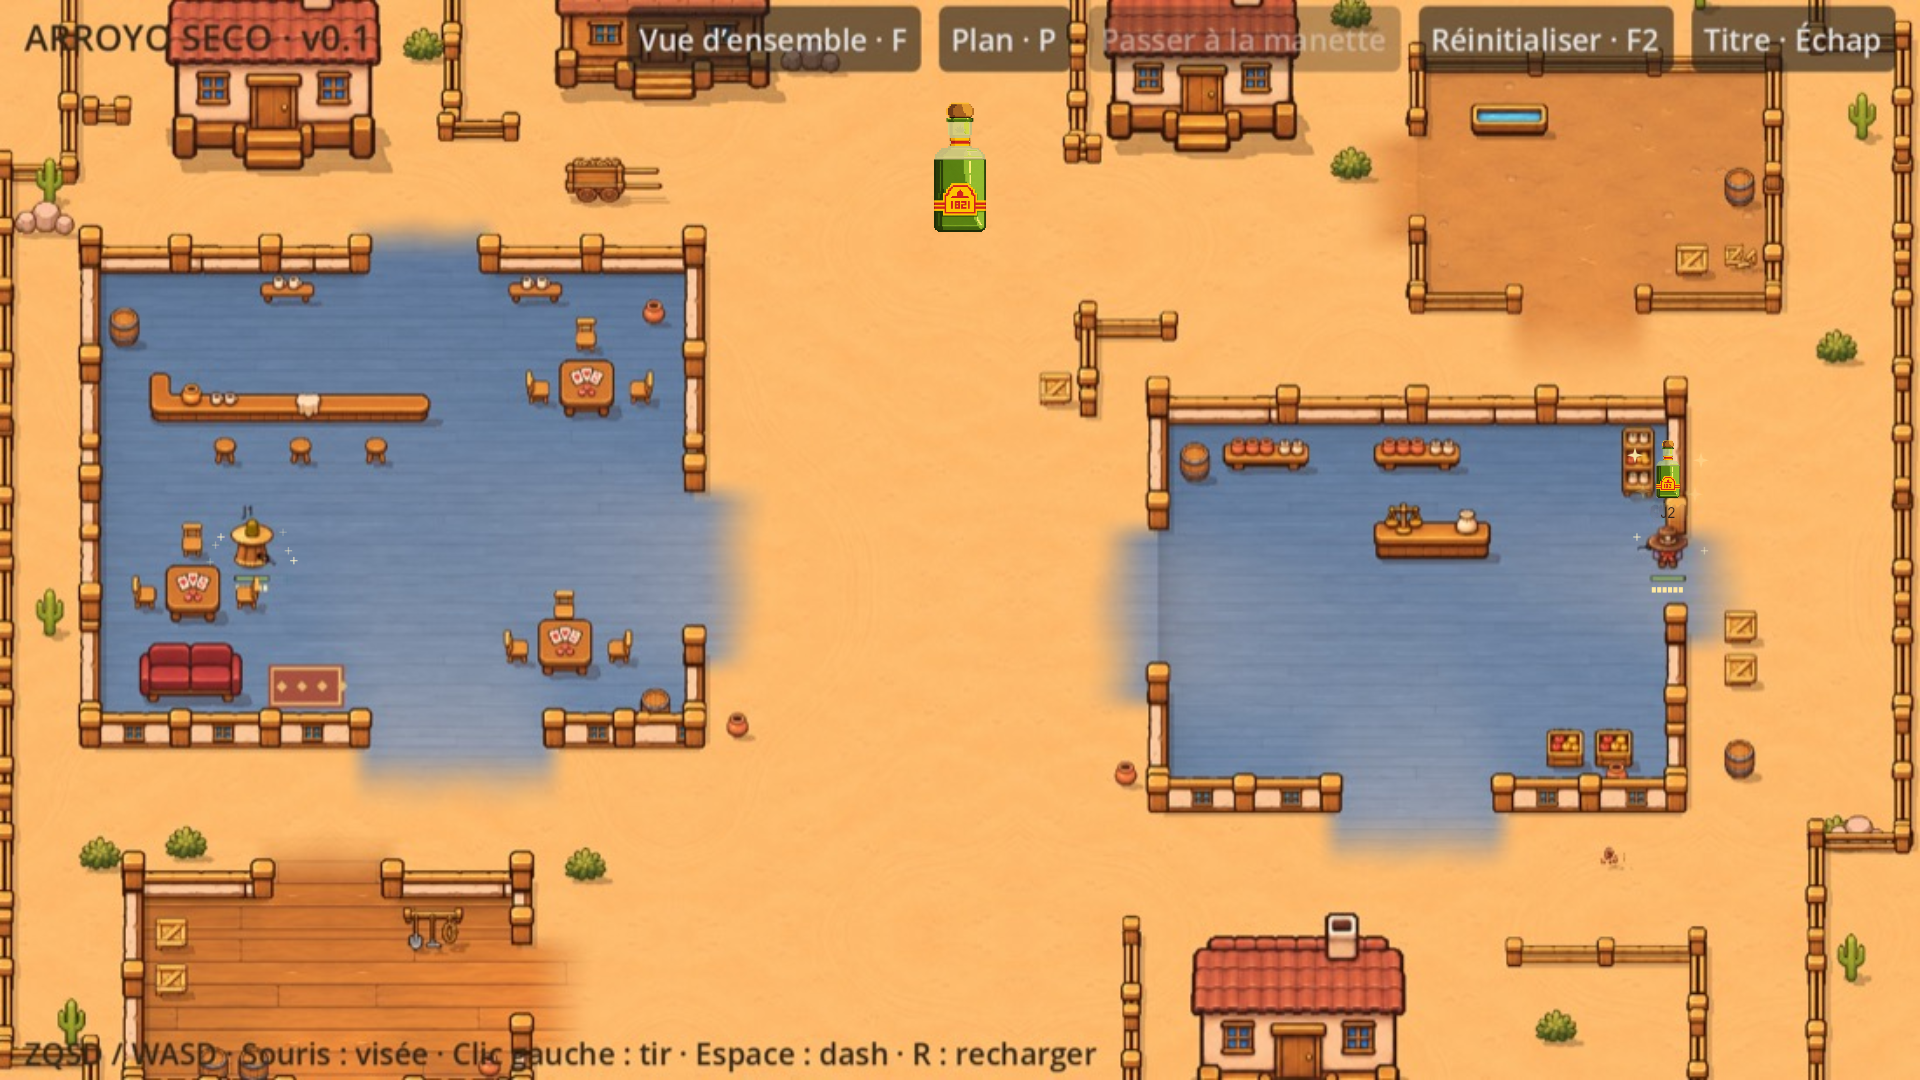 ARROYO SECO · v0.1
Vue d'ensemble · F
Plan · P
Passer à la manette
Réinitialiser · F2
Titre · Échap
1821
J1
J2
ZQSD / WASD · Souris : visée · Clic gauche : tir · Espace : dash · R : recharger